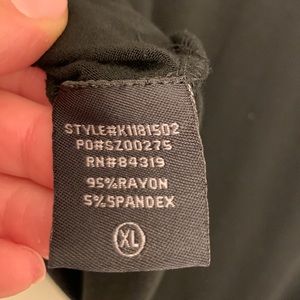 STYLE#K1181502
PO#SZ00275
RN#84319
95%RAYON
5%SPANDEX
XL